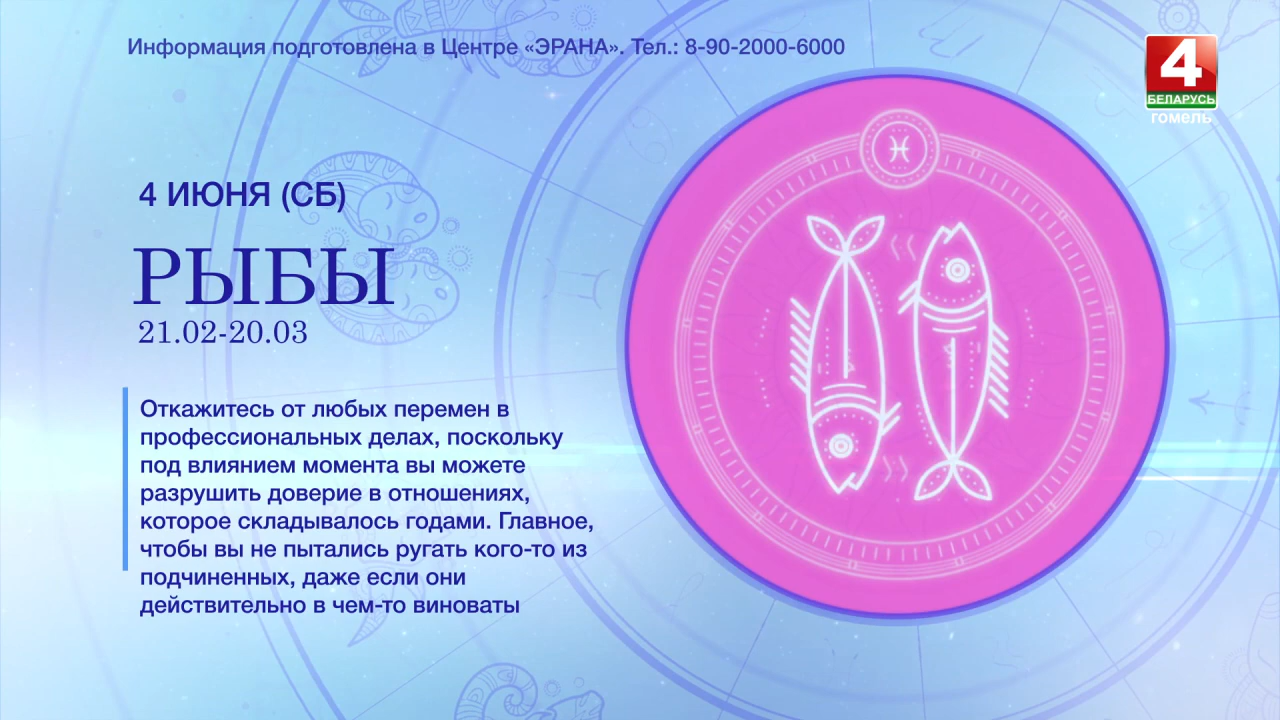 Информация подготовлена в Центре «ЭРАНА». Тел.: 8-90-2000-6000
4
БЕЛАРУСЬ
гомель
4 ИЮНЯ (СБ)
РЫБЫ
21.02-20.03
Откажитесь от любых перемен в
профессиональных делах, поскольку
под влиянием момента вы можете
разрушить доверие в отношениях,
которое складывалось годами. Главное,
чтобы вы не пытались ругать кого-то из
подчиненных, даже если они
действительно в чем-то виноваты